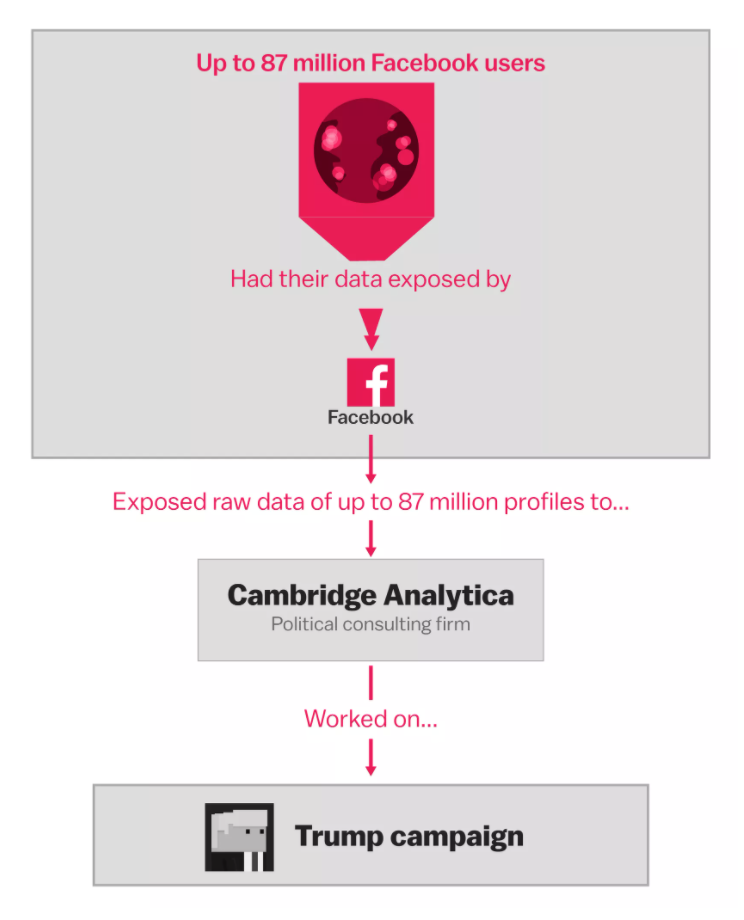 Up to 87 million Facebook users
Had their data exposed by
Facebook
Exposed raw data of up to 87 million profiles to...
Cambridge Analytica
Political consulting firm
Worked on...
Trump campaign